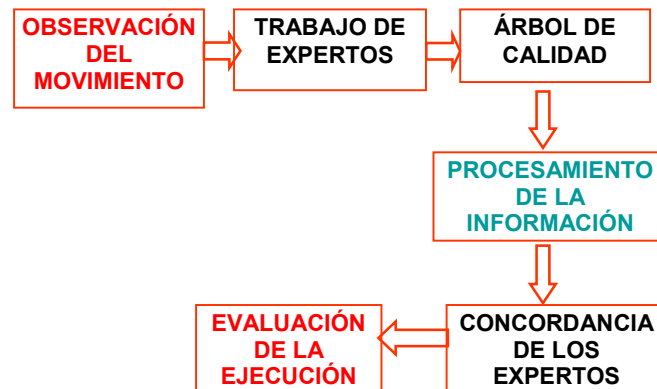 OBSERVACIÓN
DEL
MOVIMIENTO
TRABAJO DE
EXPERTOS
ÁRBOL DE
CALIDAD
PROCESAMIENTO
DE LA
INFORMACIÓN
CONCORDANCIA
DE LOS
EXPERTOS
EVALUACIÓN
DE LA
EJECUCIÓN